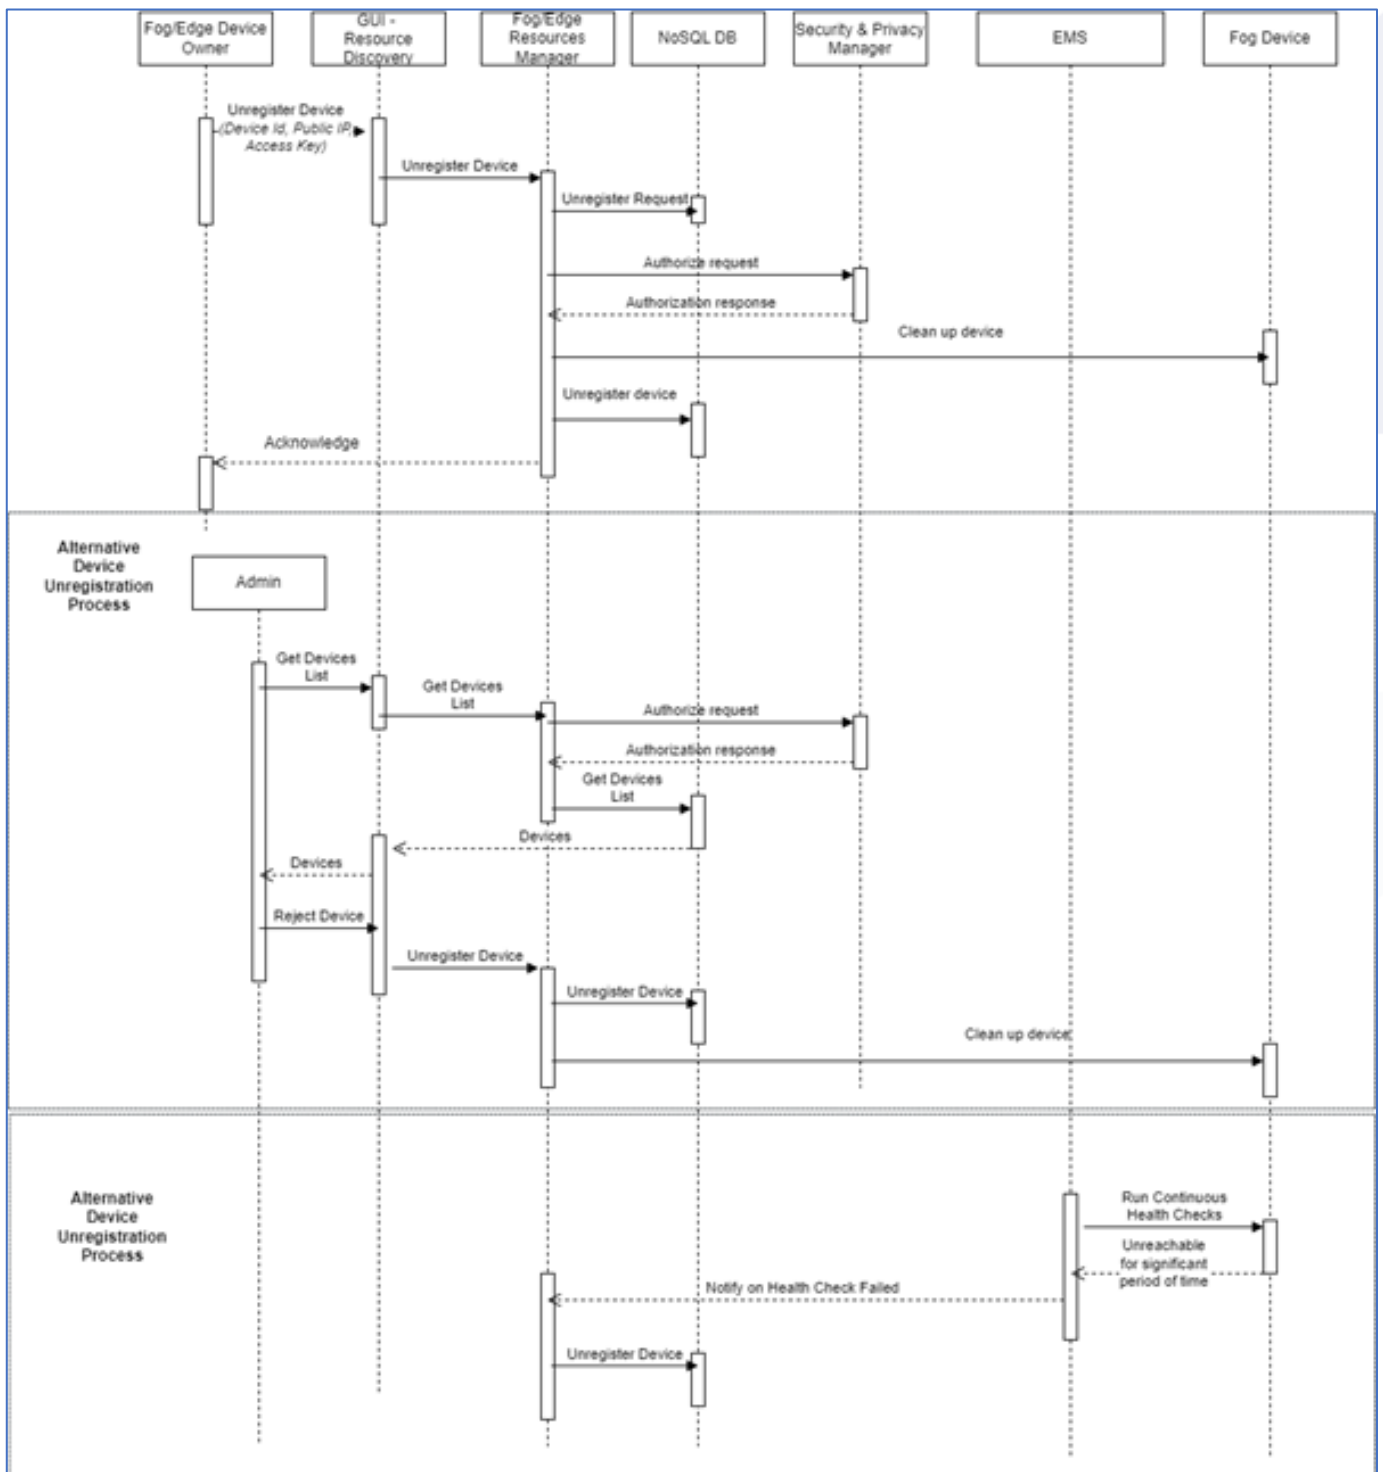 Fog/Edge Device
Owner
GUI -
Resource
Discovery
Fog/Edge
Resources
Manager
NoSQL DB
Security & Privacy
Manager
EMS
Fog Device
Unregister Device
(Device Id, Public IP,
Access Key)
Unregister Device
Unregister Request
Authorize request
Authorization response
Clean up device
Unregister device
Acknowledge
Alternative
Device
Unregistration
Process
Admin
Get Devices
List
Get Devices
List
Authorize request
Authorization response
Get Devices
List
Devices
Devices
Reject Device
Unregister Device
Unregister Device
Clean up device
Alternative
Device
Unregistration
Process
Run Continuous
Health Checks
Unreachable
for significant
period of time
Notify on Health Check Failed
Unregister Device